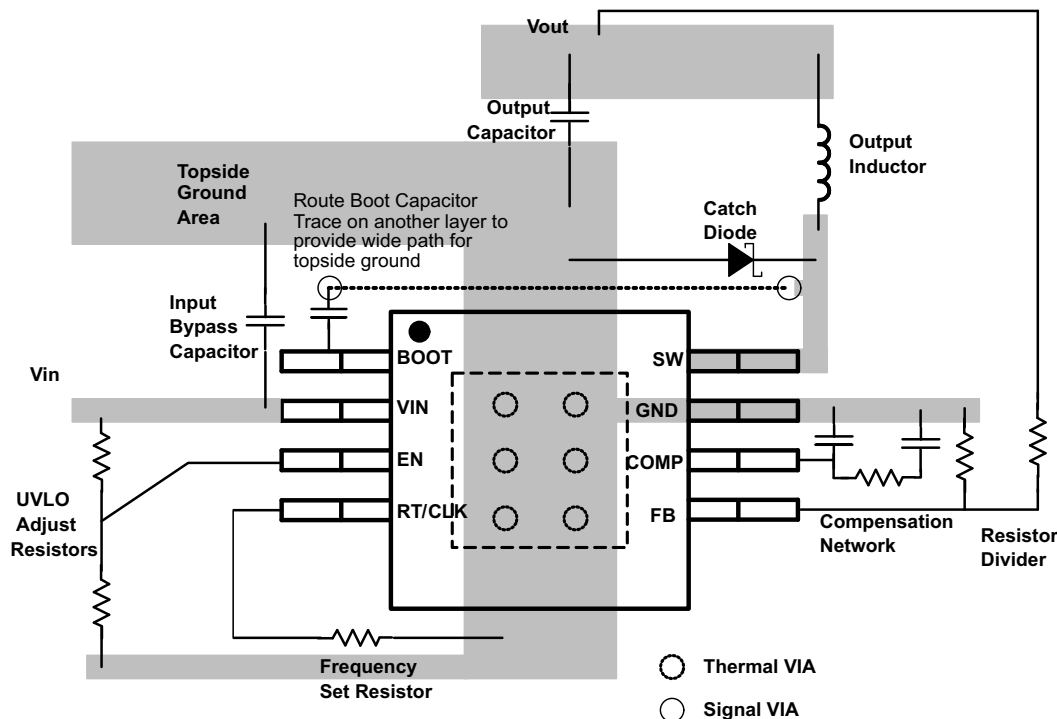 Vout
Output
Capacitor
Output
Inductor
Topside
Ground
Area
Route Boot Capacitor
Trace on another layer to
provide wide path for
topside ground
Catch
Diode
Input
Bypass
Capacitor
Vin
BOOT
VIN
EN
RT/CLK
SW
GND
COMP
FB
UVLO
Adjust
Resistors
Compensation
Network
Resistor
Divider
Frequency
Set Resistor
Thermal VIA
Signal VIA